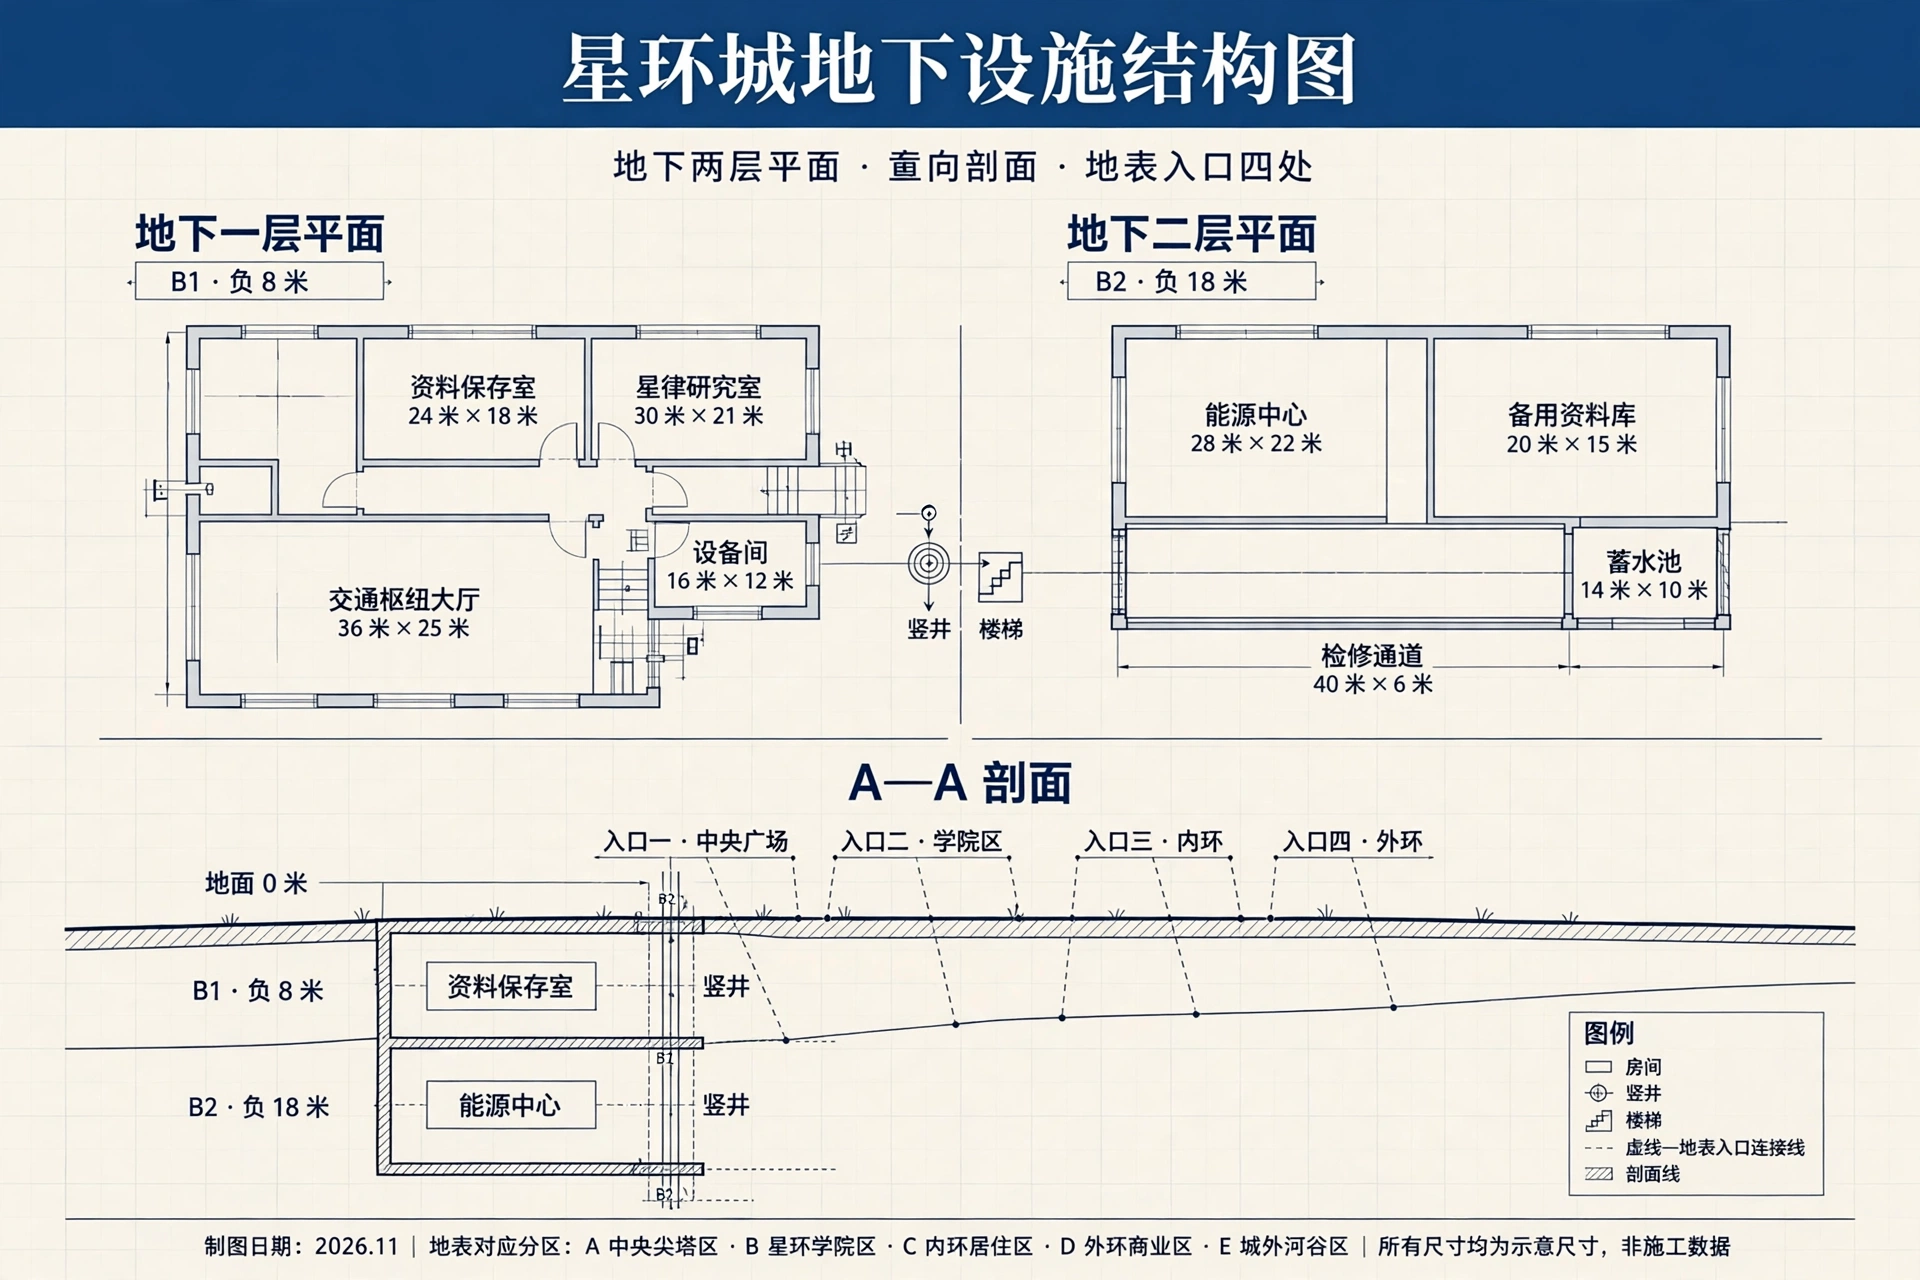 星环城地下设施结构图
地下两层平面 · 直向剖面 · 地表入口四处
地下一层平面
B1 · 负 8 米
地下二层平面
B2 · 负 18 米
资料保存室
24 米 × 18 米
星律研究室
30 米 × 21 米
设备间
16 米 × 12 米
交通枢纽大厅
36 米 × 25 米
竖井
楼梯
能源中心
28 米 × 22 米
备用资料库
20 米 × 15 米
蓄水池
14 米 × 10 米
检修通道
40 米 × 6 米
A—A 剖面
入口一 · 中央广场
入口二 · 学院区
入口三 · 内环
入口四 · 外环
地面 0 米
B2
B1 · 负 8 米
资料保存室
竖井
B1
B2 · 负 18 米
能源中心
竖井
B2
图例
房间
竖井
楼梯
虚线—地表入口连接线
剖面线
制图日期：2026.11 | 地表对应分区：A 中央尖塔区 · B 星环学院区 · C 内环居住区 · D 外环商业区 · E 城外河谷区 | 所有尺寸均为示意尺寸，非施工数据